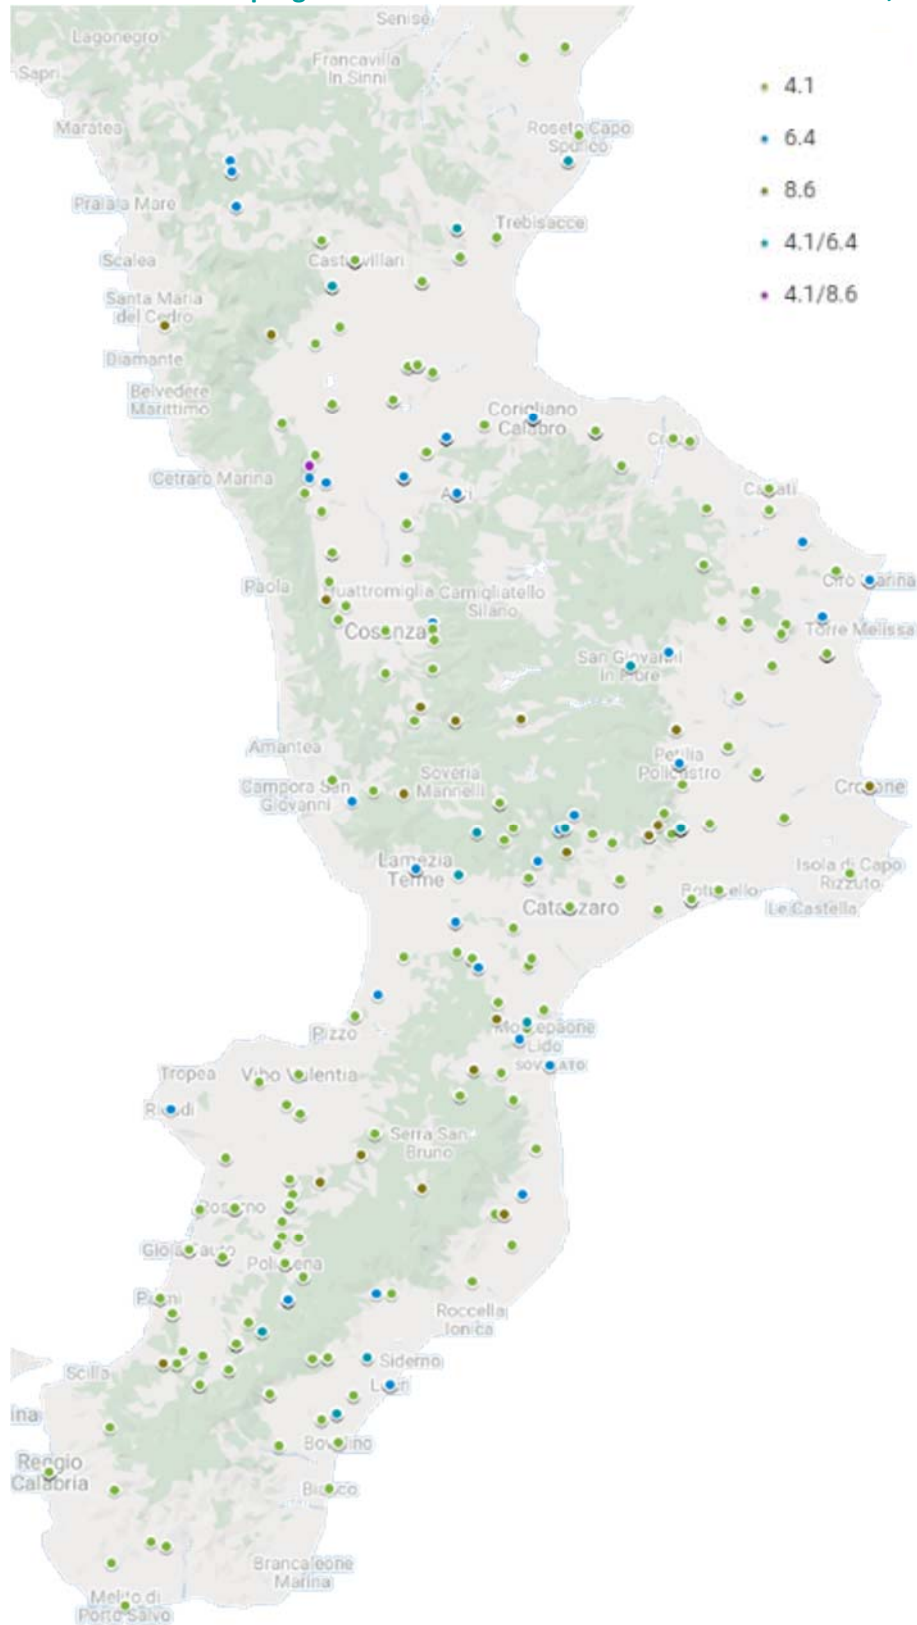 Senise
Lagonegro
Francavilla
In Sinni
Sapri
4.1
Maratea
Roseto Capo
Spulico
6.4
8.6
Praia a Mare
Trebisacce
4.1/6.4
Scalea
Castrovillari
4.1/8.6
Santa Maria
del Cedro
Diamante
Belvedere
Marittimo
Corigliano
Calabro
Cetraro Marina
Cariati
Paola
Quattromiglia
Camigliatello
Silano
Cirò Marina
Cosenza
Torre Melissa
San Giovanni
in Fiore
Amantea
Petilia
Policastro
Campora San
Giovanni
Soveria
Mannelli
Crotone
Lamezia
Terme
Isola di Capo
Rizzuto
Botricello
Catanzaro
Le Castella
Pizzo
Montepaone
Lido
SOVERATO
Tropea
Vibo Valentia
Ricadi
Serra San
Bruno
Rosarno
Gioia Tauro
Polistena
Palmi
Roccella
Ionica
Scilla
Siderno
Locri
ina
Bovalino
Reggio
Calabria
Bianco
Brancaleone
Marina
Melito di
Porto Salvo